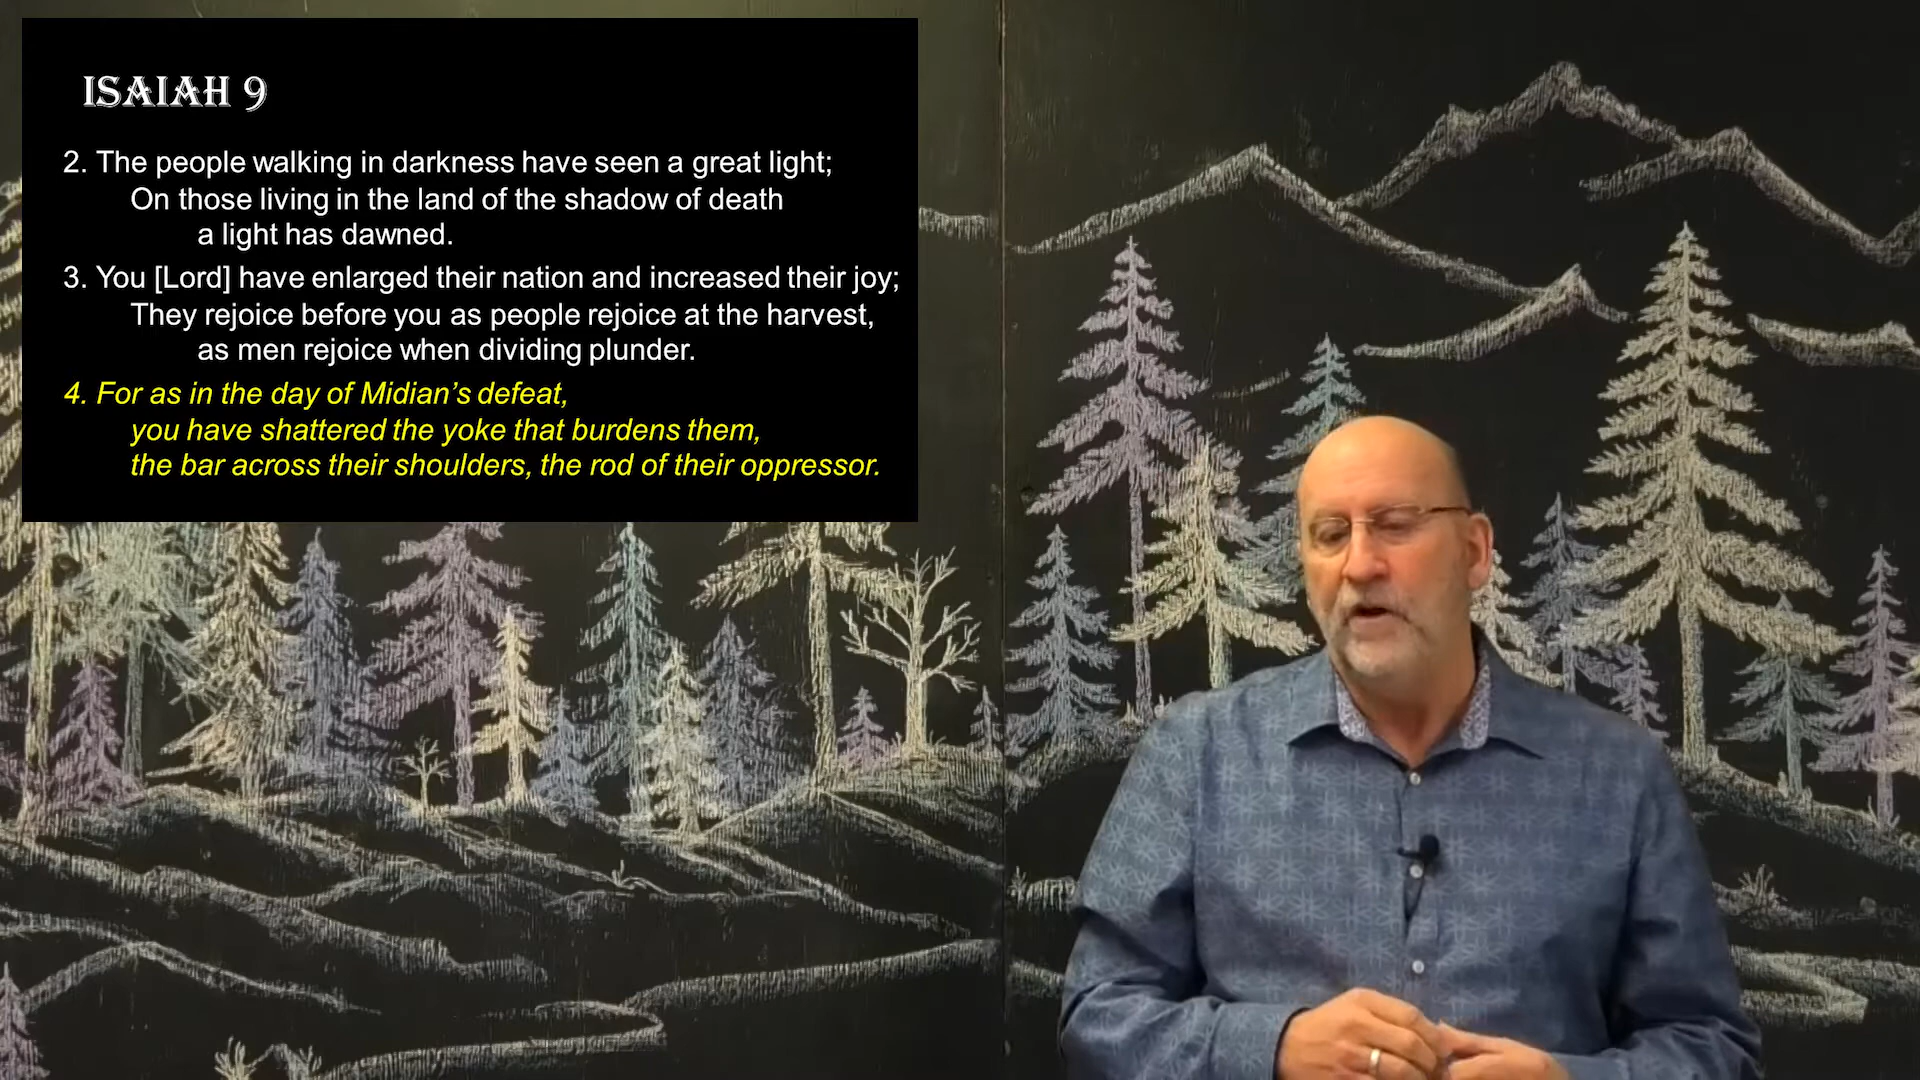 ISAIAH 9
2. The people walking in darkness have seen a great light;
On those living in the land of the shadow of death
a light has dawned.
3. You [Lord] have enlarged their nation and increased their joy;
They rejoice before you as people rejoice at the harvest,
as men rejoice when dividing plunder.
4. For as in the day of Midian’s defeat,
you have shattered the yoke that burdens them,
the bar across their shoulders, the rod of their oppressor.